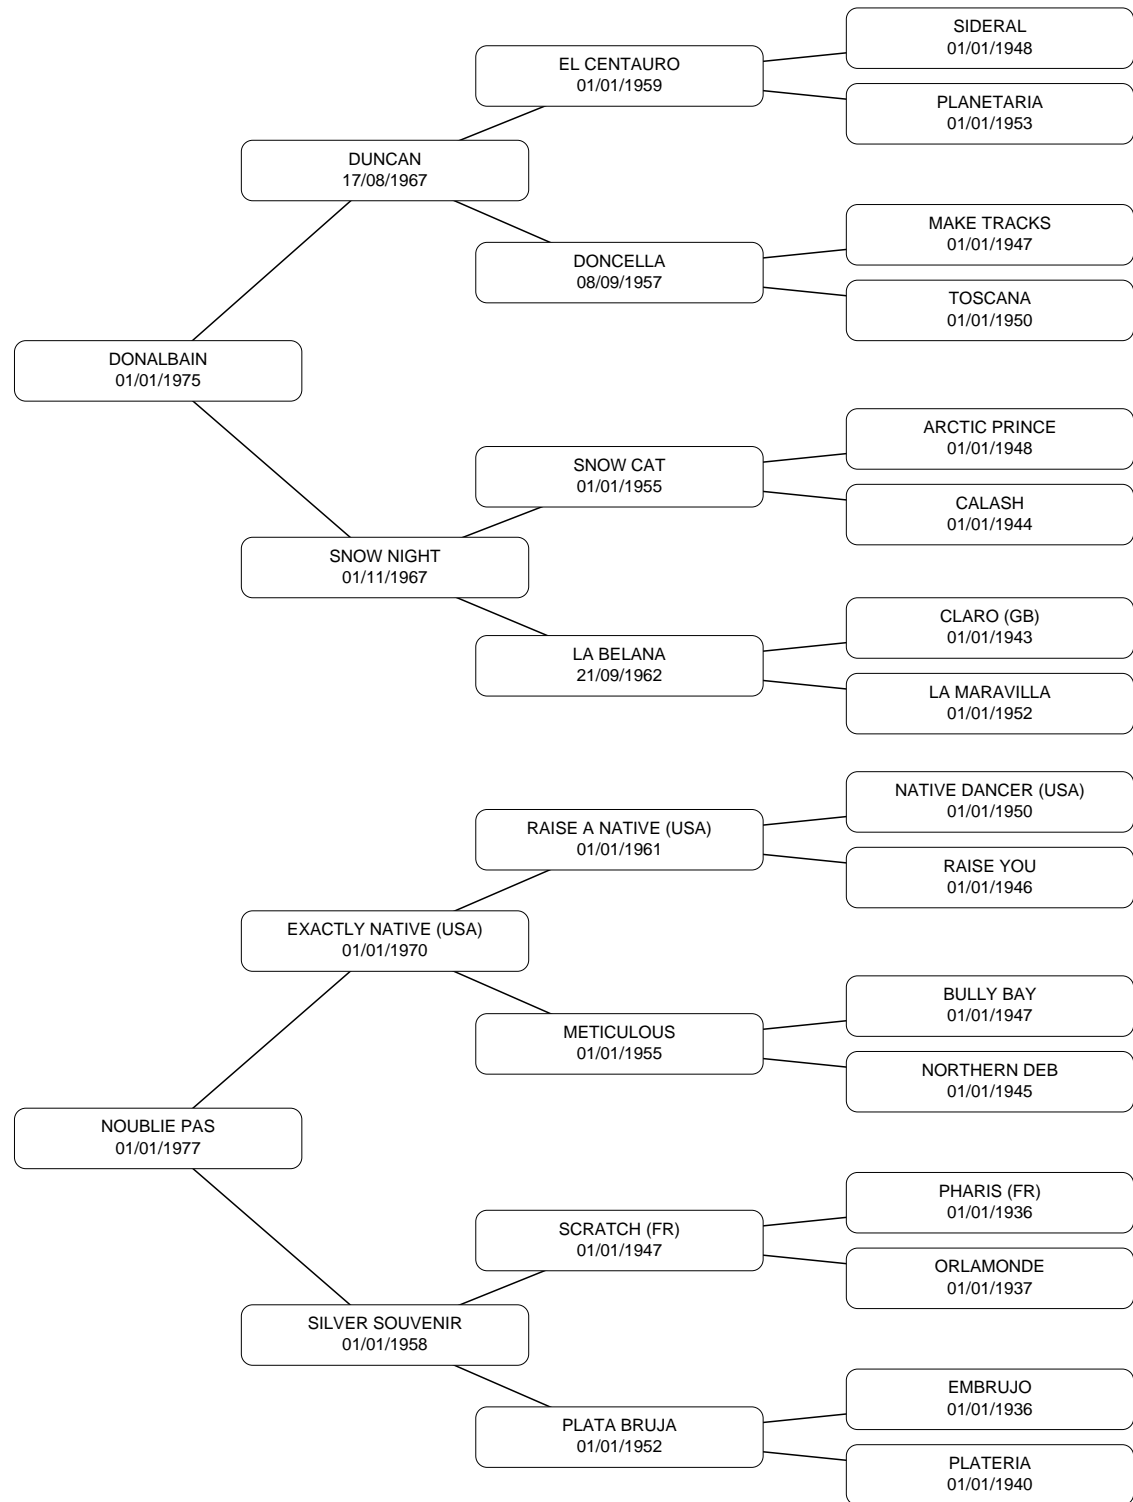 SIDERAL
01/01/1948
EL CENTAURO
01/01/1959
PLANETARIA
01/01/1953
DUNCAN
17/08/1967
MAKE TRACKS
01/01/1947
DONCELLA
08/09/1957
TOSCANA
01/01/1950
DONALBAIN
01/01/1975
ARCTIC PRINCE
01/01/1948
SNOW CAT
01/01/1955
CALASH
01/01/1944
SNOW NIGHT
01/11/1967
CLARO (GB)
01/01/1943
LA BELANA
21/09/1962
LA MARAVILLA
01/01/1952
NATIVE DANCER (USA)
01/01/1950
RAISE A NATIVE (USA)
01/01/1961
RAISE YOU
01/01/1946
EXACTLY NATIVE (USA)
01/01/1970
BULLY BAY
01/01/1947
METICULOUS
01/01/1955
NORTHERN DEB
01/01/1945
NOUBLIE PAS
01/01/1977
PHARIS (FR)
01/01/1936
SCRATCH (FR)
01/01/1947
ORLAMONDE
01/01/1937
SILVER SOUVENIR
01/01/1958
EMBRUJO
01/01/1936
PLATA BRUJA
01/01/1952
PLATERIA
01/01/1940